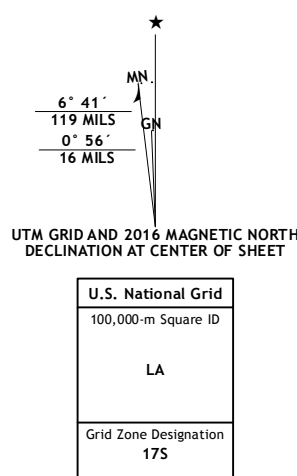 ★
MN.
6° 41´
119 MILS
GN
0° 56´
16 MILS
UTM GRID AND 2016 MAGNETIC NORTH
DECLINATION AT CENTER OF SHEET
U.S. National Grid
100,000-m Square ID
LA
Grid Zone Designation
17S